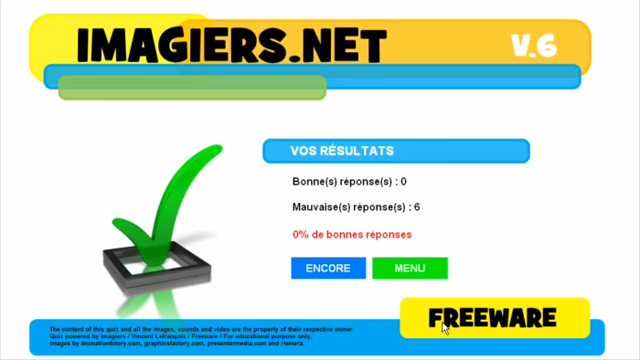 IMAGIERS.NET
V.6
VOS RÉSULTATS
Bonne(s) réponse(s) : 0
Mauvaise(s) réponse(s) : 6
0% de bonnes réponses
ENCORE
MENU
FREEWARE
The content of this quiz and all the images, sounds and video are the property of their respective owner.
Quiz powered by Imagiers / Vincent Lefrançois / Freeware / For educational purpose only.
Images by Animationfactory.com, graphicsfactory.com, presentermedia.com and Hemera.